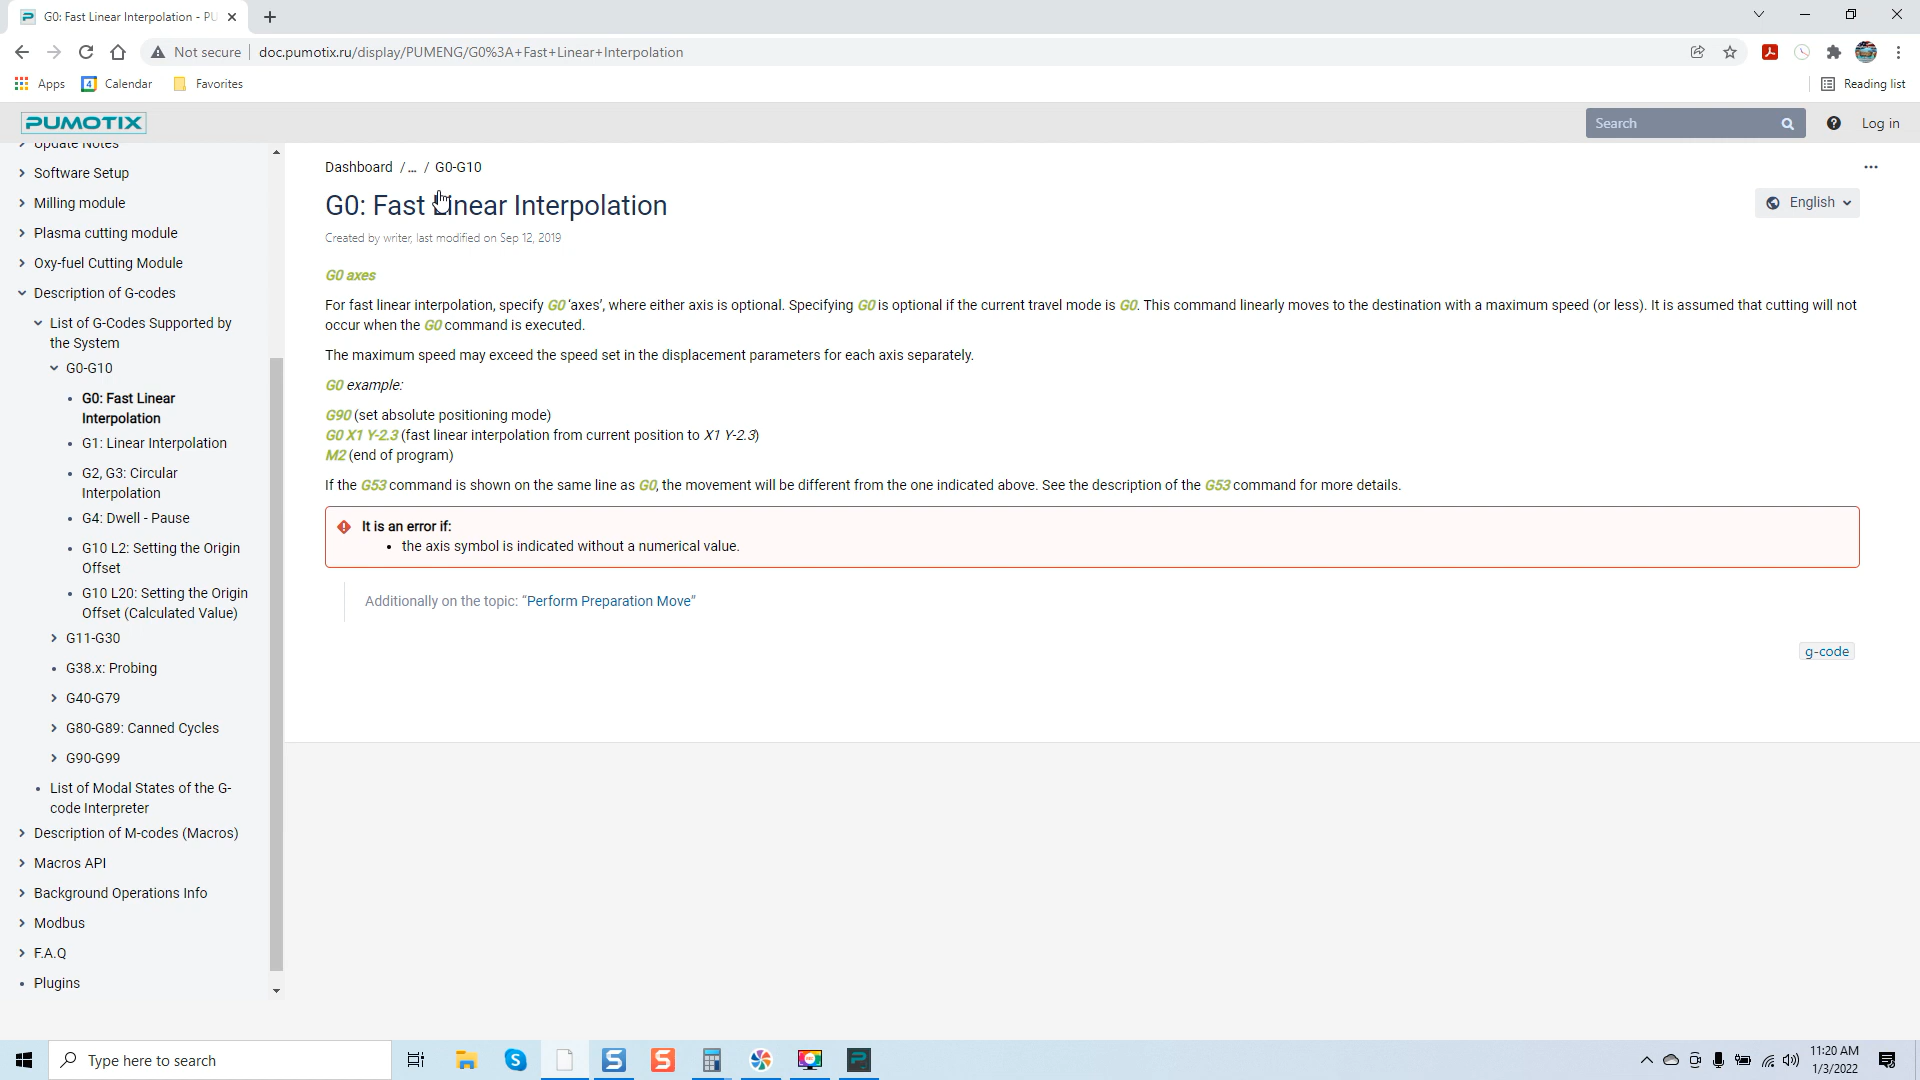 G0: Fast Linear Interpolation - PU
Not secure
doc.pumotix.ru/display/PUMENG/G0%3A+Fast+Linear+Interpolation
Apps
4
Calendar
Favorites
Reading list
PUMOTIX
Search
Log in
Update Notes
Software Setup
Milling module
Plasma cutting module
Oxy-fuel Cutting Module
Description of G-codes
List of G-Codes Supported by
the System
G0-G10
G0: Fast Linear
Interpolation
G1: Linear Interpolation
G2, G3: Circular
Interpolation
G4: Dwell - Pause
G10 L2: Setting the Origin
Offset
G10 L20: Setting the Origin
Offset (Calculated Value)
G11-G30
G38.x: Probing
G40-G79
G80-G89: Canned Cycles
G90-G99
List of Modal States of the G-
code Interpreter
Description of M-codes (Macros)
Macros API
Background Operations Info
Modbus
F.A.Q
Plugins
Dashboard /... / G0-G10
G0: Fast Linear Interpolation
English
Created by writer, last modified on Sep 12, 2019
G0 axes
For fast linear interpolation, specify G0 ‘axes’, where either axis is optional. Specifying G0 is optional if the current travel mode is G0. This command linearly moves to the destination with a maximum speed (or less). It is assumed that cutting will not
occur when the G0 command is executed.
The maximum speed may exceed the speed set in the displacement parameters for each axis separately.
G0 example:
G90 (set absolute positioning mode)
G0 X1 Y-2.3 (fast linear interpolation from current position to X1 Y-2.3)
M2 (end of program)
If the G53 command is shown on the same line as G0, the movement will be different from the one indicated above. See the description of the G53 command for more details.
It is an error if:
the axis symbol is indicated without a numerical value.
Additionally on the topic: “Perform Preparation Move”
g-code
Type here to search
11:20 AM
1/3/2022